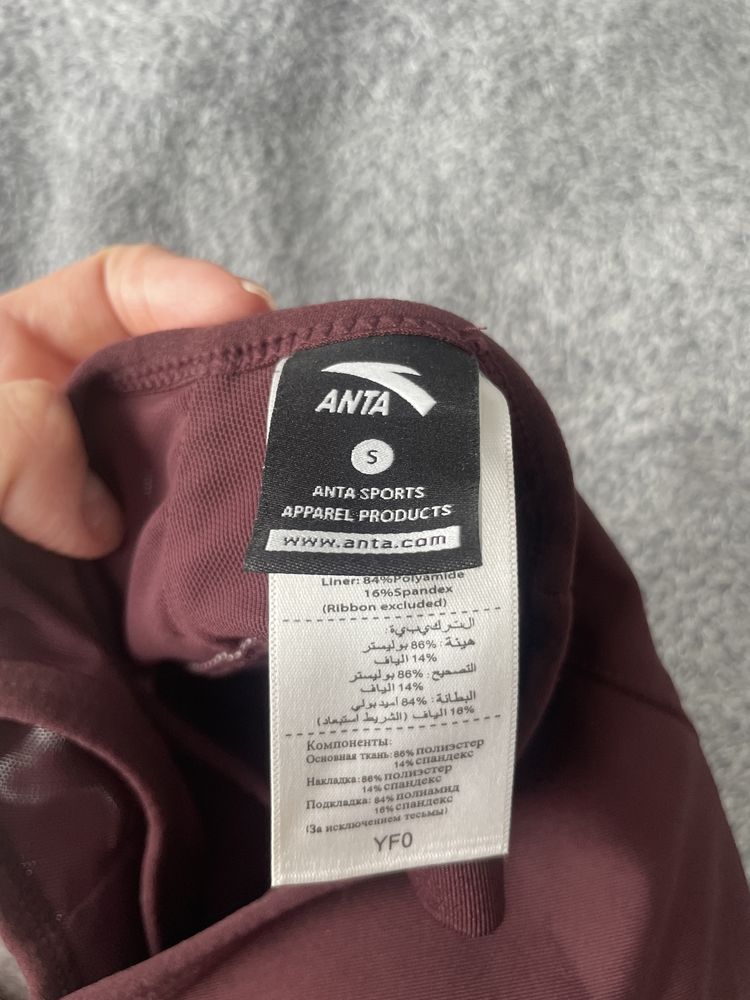 ANTA
S
ANTA SPORTS
APPAREL PRODUCTS
www.anta.com
Liner: 84%Polyamide
16%Spandex
(Ribbon excluded)
التركيبية:
هيئة: 86% بوليستر
14% الياف
التصحيح: 86% بوليستر
14% الياف
البطانة: 84% أميدبولي
16% الياف (الشريط استبعاد)
Компоненты:
Основная ткань: 86% полиэстер
14% спандекс
Накладка: 86% полиэстер
14% спандекс
Подкладка: 84% полиамид
16% спандекс
(За исключением тесьмы)
YF0